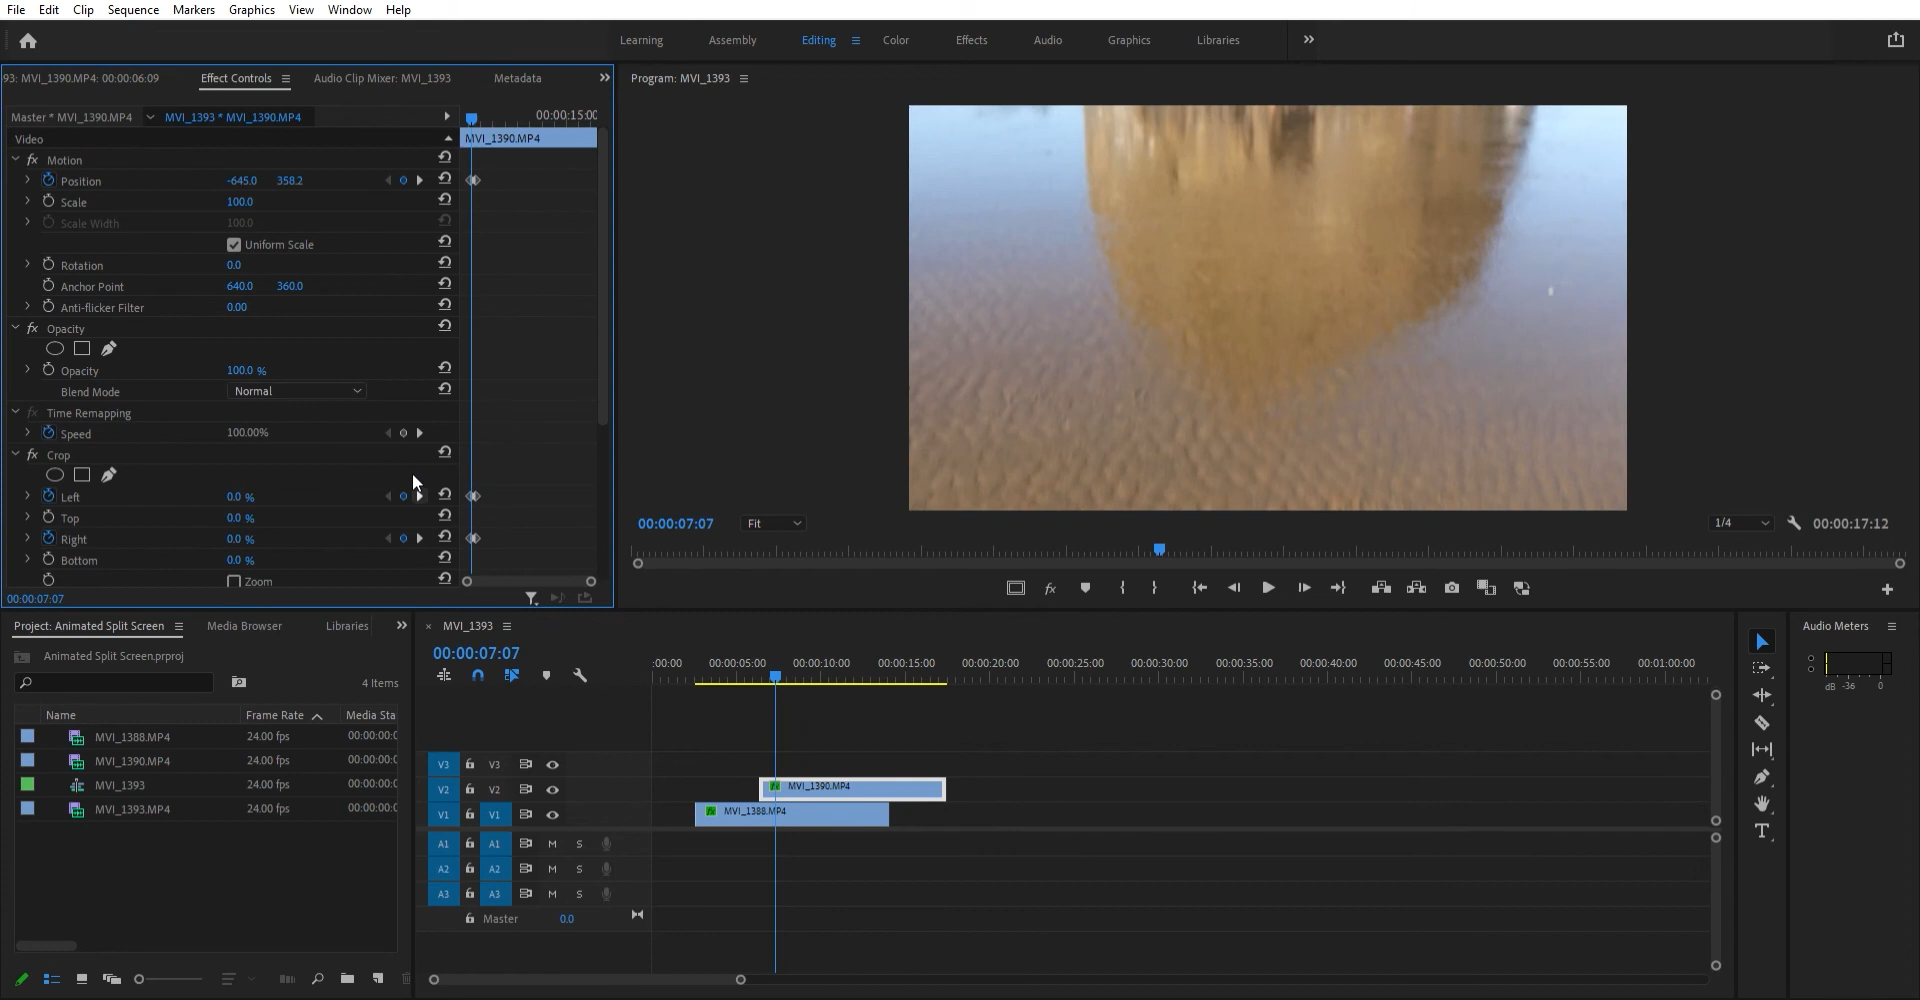 File Edit Clip Sequence Markers Graphics View Window Help
Learning Assembly Editing Color Effects Audio Graphics Libraries
93: MVI_1390.MP4: 00:00:06:09 Effect Controls Audio Clip Mixer: MVI_1393 Metadata
Master * MVI_1390.MP4 MVI_1393 * MVI_1390.MP4 00:00:15:00
Video MVI_1390.MP4
fx Motion
Position -645.0 358.2
Scale 100.0
Scale Width 100.0
Uniform Scale
Rotation 0.0
Anchor Point 640.0 360.0
Anti-flicker Filter 0.00
fx Opacity
Opacity 100.0 %
Blend Mode Normal
fx Time Remapping
Speed 100.00%
fx Crop
Left 0.0 %
Top 0.0 %
Right 0.0 %
Bottom 0.0 %
Zoom
00:00:07:07
Program: MVI_1393
00:00:07:07 Fit 1/4 00:00:17:12
fx
Project: Animated Split Screen Media Browser Libraries
Animated Split Screen.prproj
4 Items
Name Frame Rate Media Sta
MVI_1388.MP4 24.00 fps 00:00:00:0
MVI_1390.MP4 24.00 fps 00:00:00:0
MVI_1393 24.00 fps 00:00:00:0
MVI_1393.MP4 24.00 fps 00:00:00:0
MVI_1393
00:00:07:07
:00:00 00:00:05:00 00:00:10:00 00:00:15:00 00:00:20:00 00:00:25:00 00:00:30:00 00:00:35:00 00:00:40:00 00:00:45:00 00:00:50:00 00:00:55:00 00:01:00:00
V3 V3
V2 V2 fx MVI_1390.MP4
V1 V1 fx MVI_1388.MP4
A1 A1 M S
A2 A2 M S
A3 A3 M S
Master 0.0
T
Audio Meters
dB -36 0